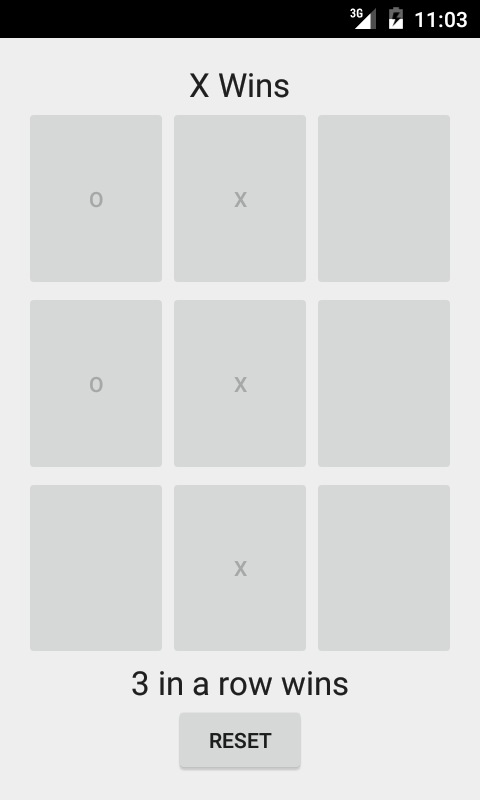 3G 11:03
X Wins
O X
O X
X
3 in a row wins
RESET